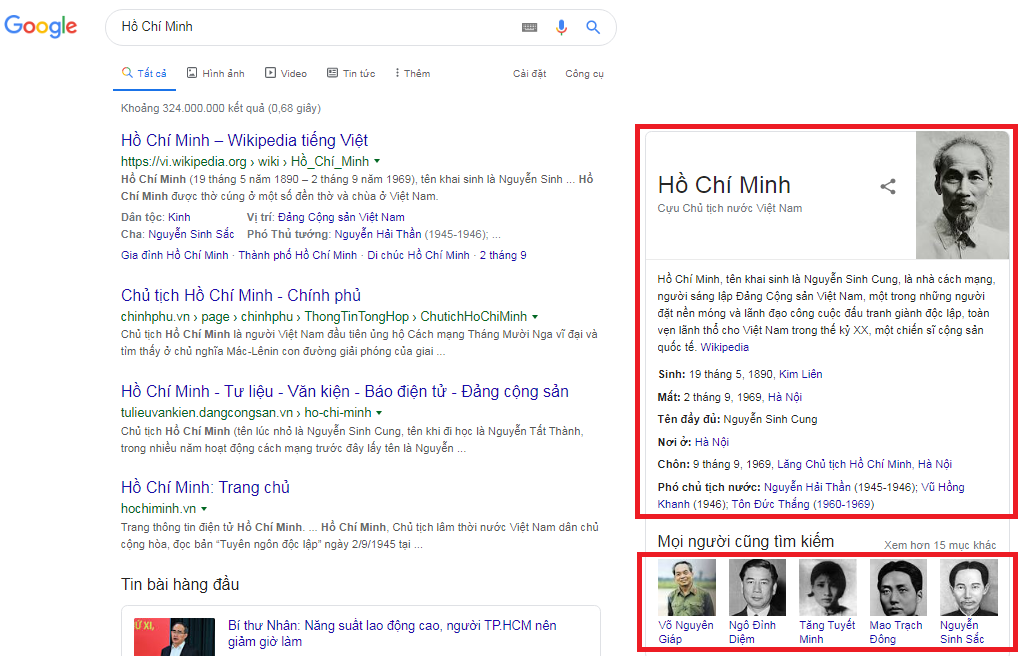 Google
Hồ Chí Minh
Tất cả Hình ảnh Video Tin tức Thêm Cài đặt Công cụ
Khoảng 324.000.000 kết quả (0,68 giây)
Hồ Chí Minh – Wikipedia tiếng Việt
https://vi.wikipedia.org › wiki › Hồ_Chí_Minh
Hồ Chí Minh (19 tháng 5 năm 1890 – 2 tháng 9 năm 1969), tên khai sinh là Nguyễn Sinh ... Hồ
Chí Minh được thờ cúng ở một số đền thờ và chùa ở Việt Nam.
Dân tộc: Kinh Vị trí: Đảng Cộng sản Việt Nam
Cha: Nguyễn Sinh Sắc Phó Thủ tướng: Nguyễn Hải Thần (1945-1946); ...
Gia đình Hồ Chí Minh · Thành phố Hồ Chí Minh · Di chúc Hồ Chí Minh · 2 tháng 9
Chủ tịch Hồ Chí Minh - Chính phủ
chinhphu.vn › page › chinhphu › ThongTinTongHop › ChutichHoChiMinh
Chủ tịch Hồ Chí Minh là người Việt Nam đầu tiên ủng hộ Cách mạng Tháng Mười Nga vĩ đại và
tìm thấy ở chủ nghĩa Mác-Lênin con đường giải phóng của giai ...
Hồ Chí Minh - Tư liệu - Văn kiện - Báo điện tử - Đảng cộng sản
tulieuvankien.dangcongsan.vn › ho-chi-minh
Chủ tịch Hồ Chí Minh (tên lúc nhỏ là Nguyễn Sinh Cung, tên khi đi học là Nguyễn Tất Thành,
trong nhiều năm hoạt động cách mạng trước đây lấy tên là Nguyễn ...
Hồ Chí Minh: Trang chủ
hochiminh.vn
Trang thông tin điện tử Hồ Chí Minh. ... Hồ Chí Minh, Chủ tịch lâm thời nước Việt Nam dân chủ
cộng hòa, đọc bản “Tuyên ngôn độc lập” ngày 2/9/1945 tại ...
Tin bài hàng đầu
Ứ XI,
Bí thư Nhân: Năng suất lao động cao, người TP.HCM nên
giảm giờ làm
Hồ Chí Minh
Cựu Chủ tịch nước Việt Nam
Hồ Chí Minh, tên khai sinh là Nguyễn Sinh Cung, là nhà cách mạng,
người sáng lập Đảng Cộng sản Việt Nam, một trong những người
đặt nền móng và lãnh đạo công cuộc đấu tranh giành độc lập, toàn
vẹn lãnh thổ cho Việt Nam trong thế kỷ XX, một chiến sĩ cộng sản
quốc tế. Wikipedia
Sinh: 19 tháng 5, 1890, Kim Liên
Mất: 2 tháng 9, 1969, Hà Nội
Tên đầy đủ: Nguyễn Sinh Cung
Nơi ở: Hà Nội
Chôn: 9 tháng 9, 1969, Lăng Chủ tịch Hồ Chí Minh, Hà Nội
Phó chủ tịch nước: Nguyễn Hải Thần (1945-1946); Vũ Hồng
Khanh (1946); Tôn Đức Thắng (1960-1969)
Mọi người cũng tìm kiếm Xem hơn 15 mục khác
Võ Nguyên Ngô Đình Tăng Tuyết Mao Trạch Nguyễn
Giáp Diệm Minh Đông Sinh Sắc